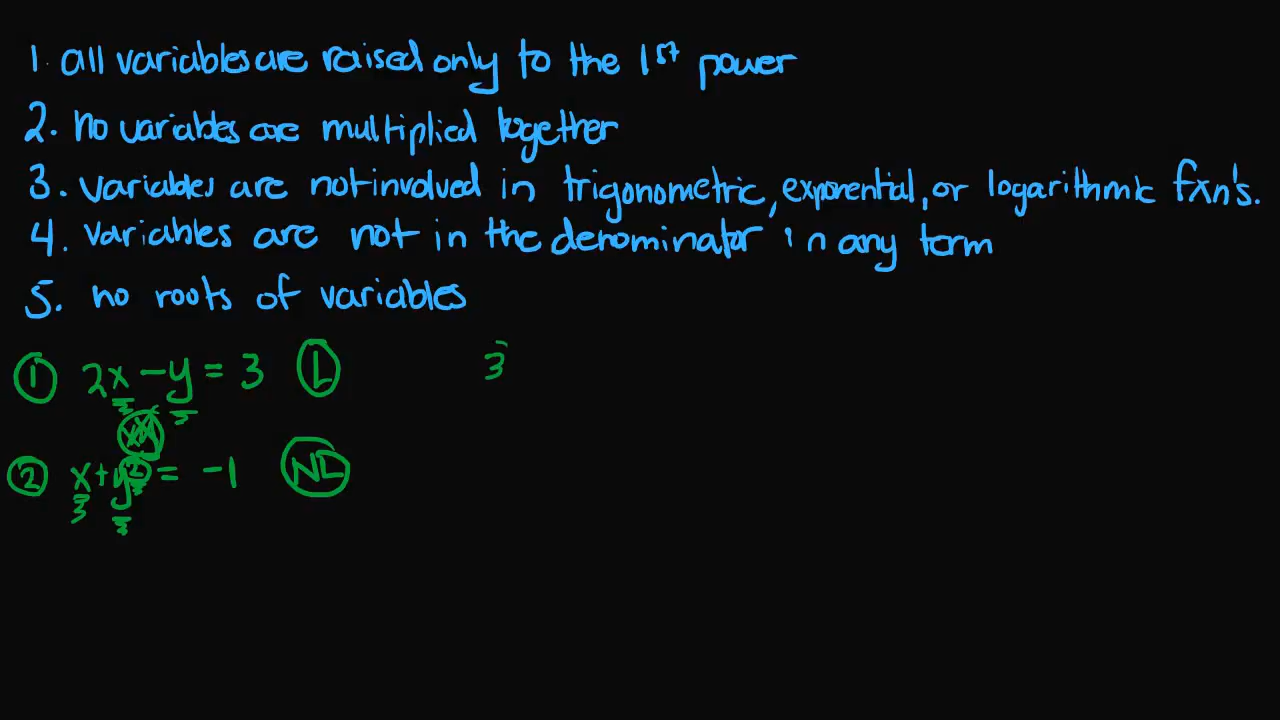 1. all variables are raised only to the 1st power
2. no variables are multiplied together
3. variables are not involved in trigonometric, exponential, or logarithmic fxn's.
4. variables are not in the denominator in any term
5. no roots of variables
① 2x - y = 3 Ⓛ 3
② x + y² = -1 NL